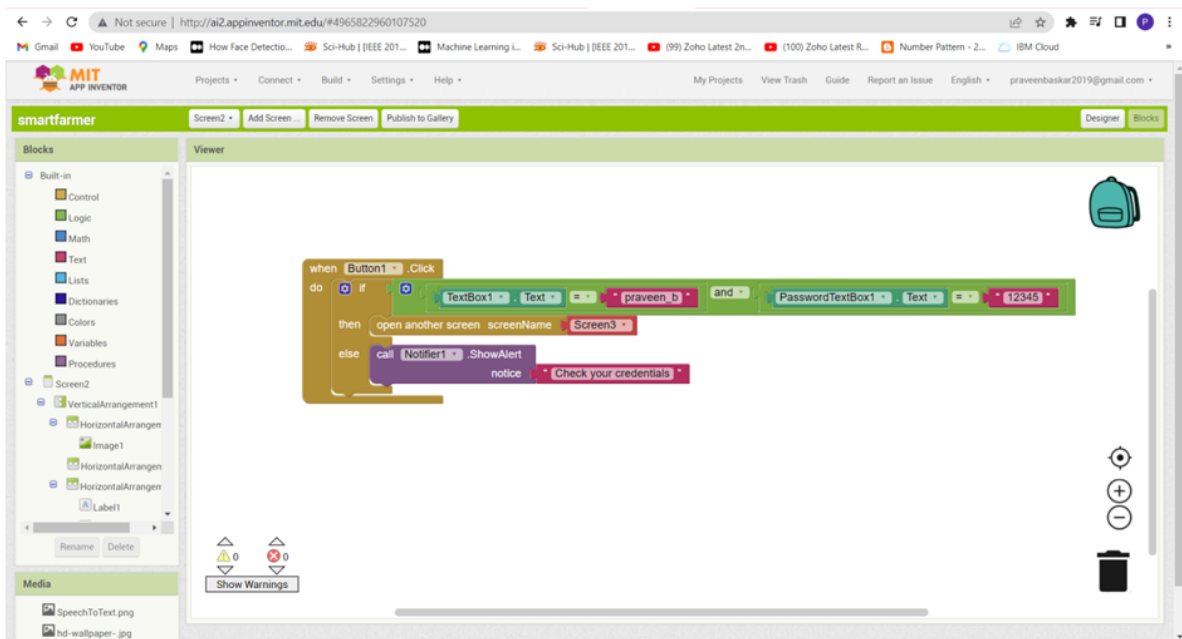 Not secure | http://ai2.appinventor.mit.edu/#4965822960107520
P
Gmail YouTube Maps How Face Detectio... Sci-Hub | [IEEE 201... Machine Learning i... Sci-Hub | [IEEE 201... (99) Zoho Latest 2n... (100) Zoho Latest R... Number Pattern - 2... IBM Cloud »
MIT
APP INVENTOR
Projects Connect Build Settings Help My Projects View Trash Guide Report an Issue English praveenbaskar2019@gmail.com
smartfarmer Screen2 Add Screen ... Remove Screen Publish to Gallery Designer Blocks
Blocks Viewer
Built-in
Control
Logic
Math
Text
Lists
Dictionaries
Colors
Variables
Procedures
Screen2
VerticalArrangement1
HorizontalArrangem
Image1
HorizontalArrangen
HorizontalArrangem
A Label1
Rename Delete
Media
SpeechToText.png
hd-wallpaper-.jpg
when Button1 .Click
do if TextBox1 . Text = " praveen_b " and PasswordTextBox1 . Text = " 12345 "
then open another screen screenName Screen3
else call Notifier1 .ShowAlert
notice " Check your credentials "
0 0
Show Warnings